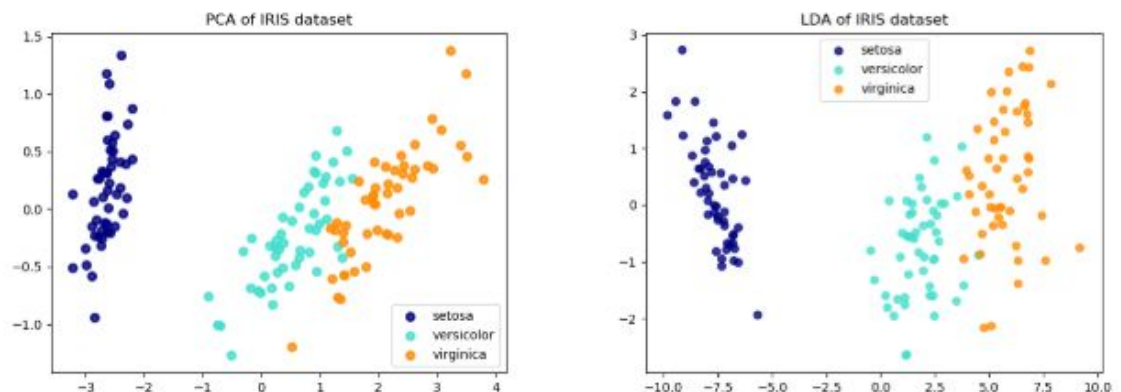 PCA of IRIS dataset
1.5
1.0
0.5
0.0
−0.5
−1.0
−3 −2 −1 0 1 2 3 4
setosa
versicolor
virginica
LDA of IRIS dataset
3
2
1
0
−1
−2
−10.0 −7.5 −5.0 −2.5 0.0 2.5 5.0 7.5 10.0
setosa
versicolor
virginica